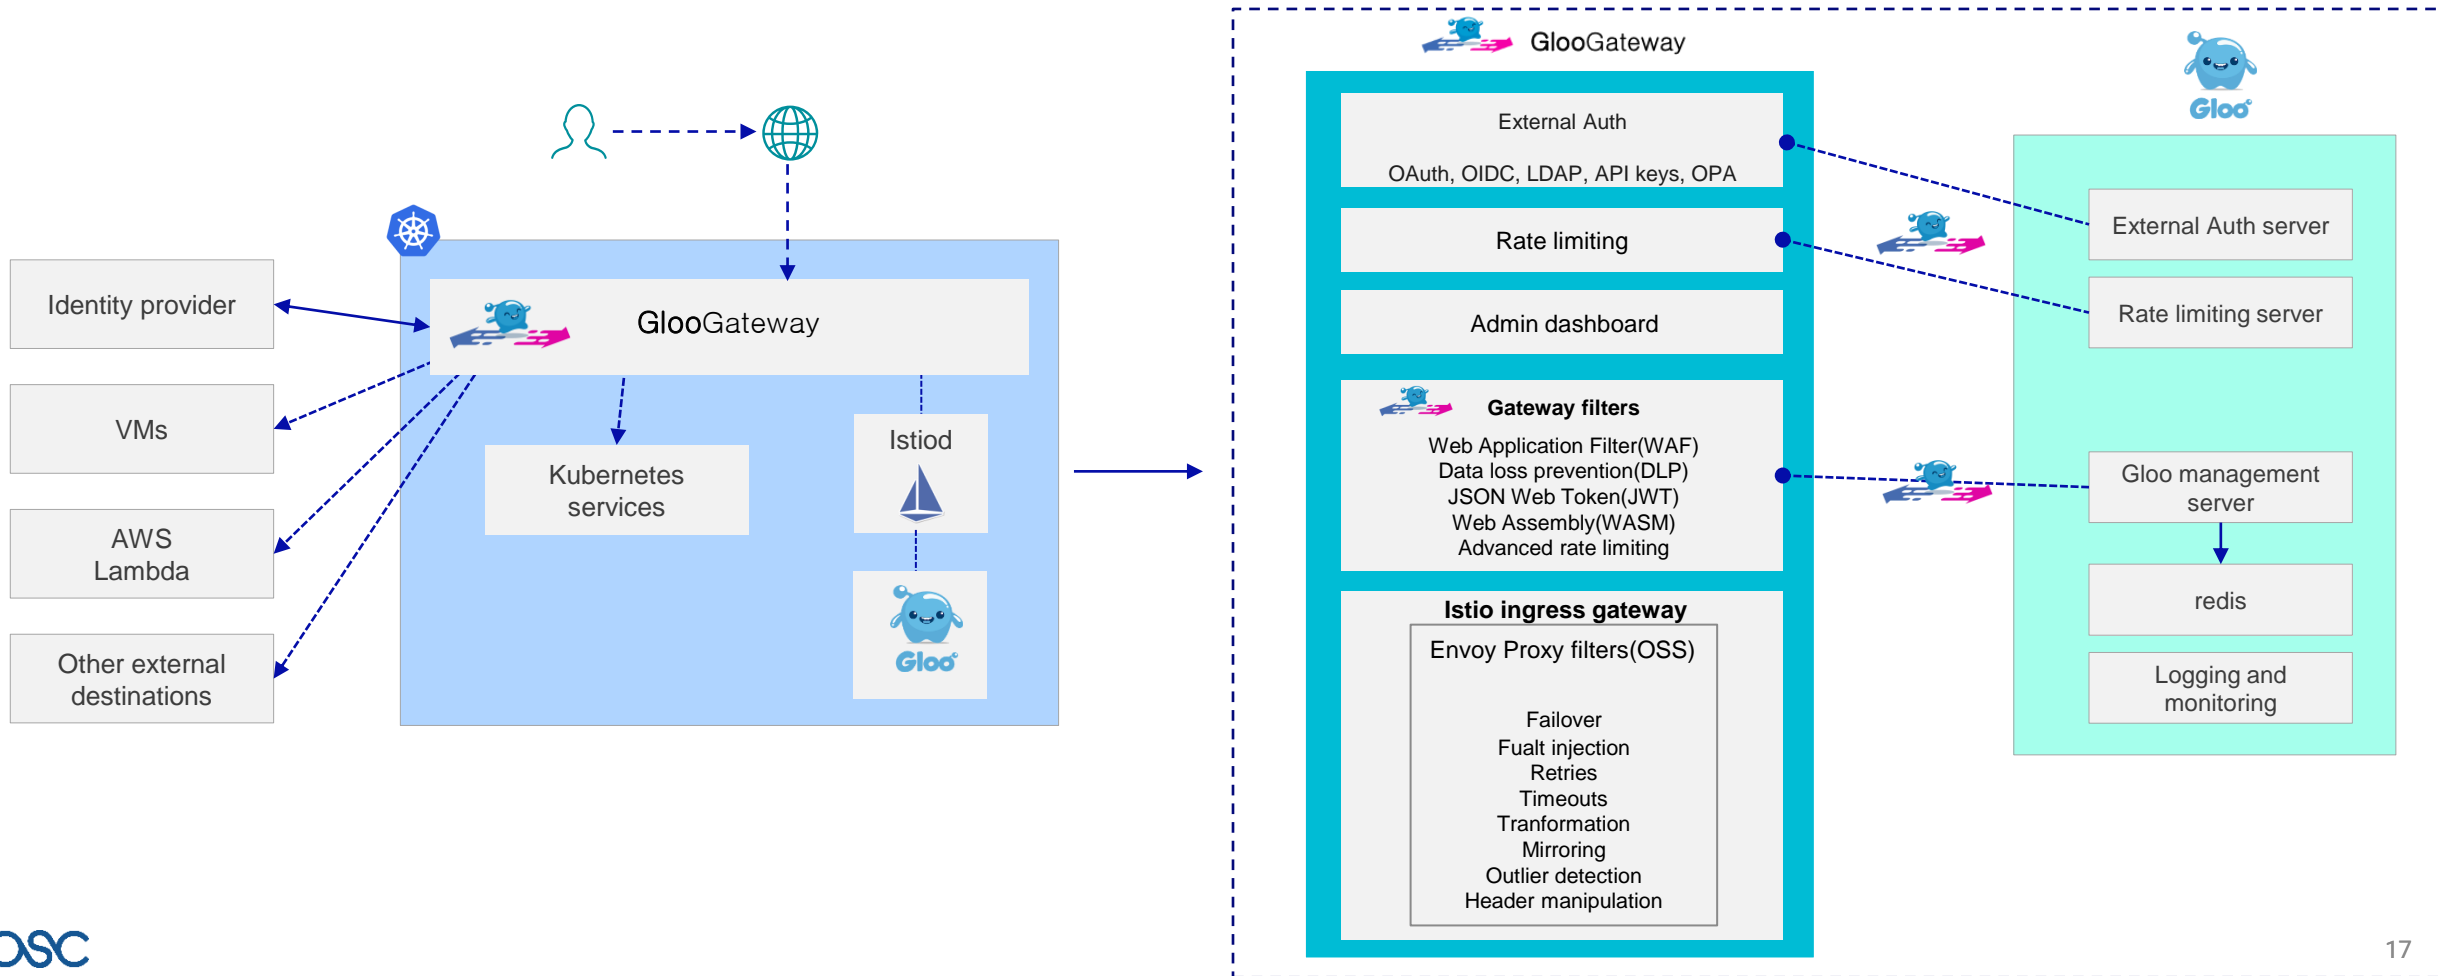 Identity provider
VMs
AWS
Lambda
Other external
destinations
GlooGateway
Kubernetes
services
Istiod
Gloo
GlooGateway
External Auth
OAuth, OIDC, LDAP, API keys, OPA
Rate limiting
Admin dashboard
Gateway filters
Web Application Filter(WAF)
Data loss prevention(DLP)
JSON Web Token(JWT)
Web Assembly(WASM)
Advanced rate limiting
Istio ingress gateway
Envoy Proxy filters(OSS)
Failover
Fualt injection
Retries
Timeouts
Tranformation
Mirroring
Outlier detection
Header manipulation
Gloo
External Auth server
Rate limiting server
Gloo management
server
redis
Logging and
monitoring
OSC
17